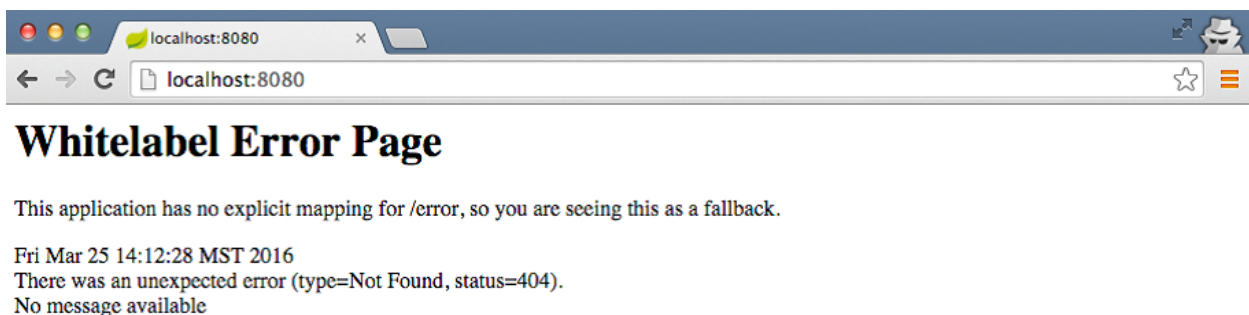 localhost:8080
localhost:8080
Whitelabel Error Page
This application has no explicit mapping for /error, so you are seeing this as a fallback.
Fri Mar 25 14:12:28 MST 2016
There was an unexpected error (type=Not Found, status=404).
No message available